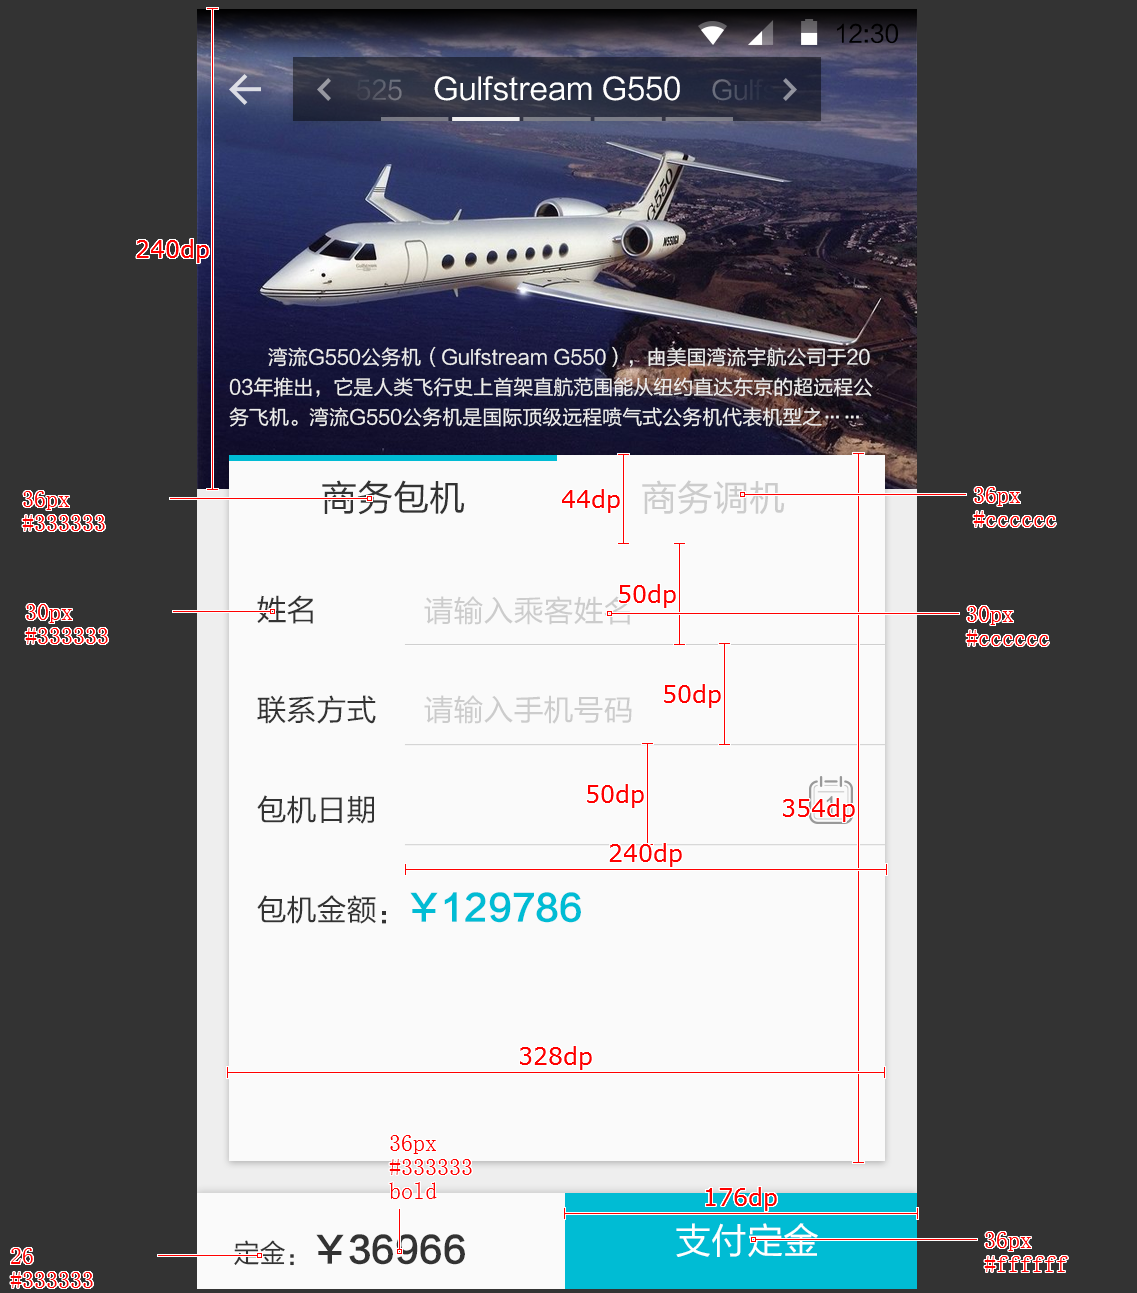 12:30
525 Gulfstream G550 Gulf
G550
N550GA
240dp
湾流G550公务机（Gulfstream G550），由美国湾流宇航公司于20
03年推出，它是人类飞行史上首架直航范围能从纽约直达东京的超远程公
务飞机。湾流G550公务机是国际顶级远程喷气式公务机代表机型之……
36px
#333333
商务包机
44dp
商务调机
36px
#cccccc
30px
#333333
姓名
请输入乘客姓名
50dp
30px
#cccccc
联系方式
请输入手机号码
50dp
包机日期
50dp
354dp
240dp
包机金额：
￥129786
328dp
36px
#333333
bold
176dp
26
#333333
定金：
￥36966
支付定金
36px
#ffffff